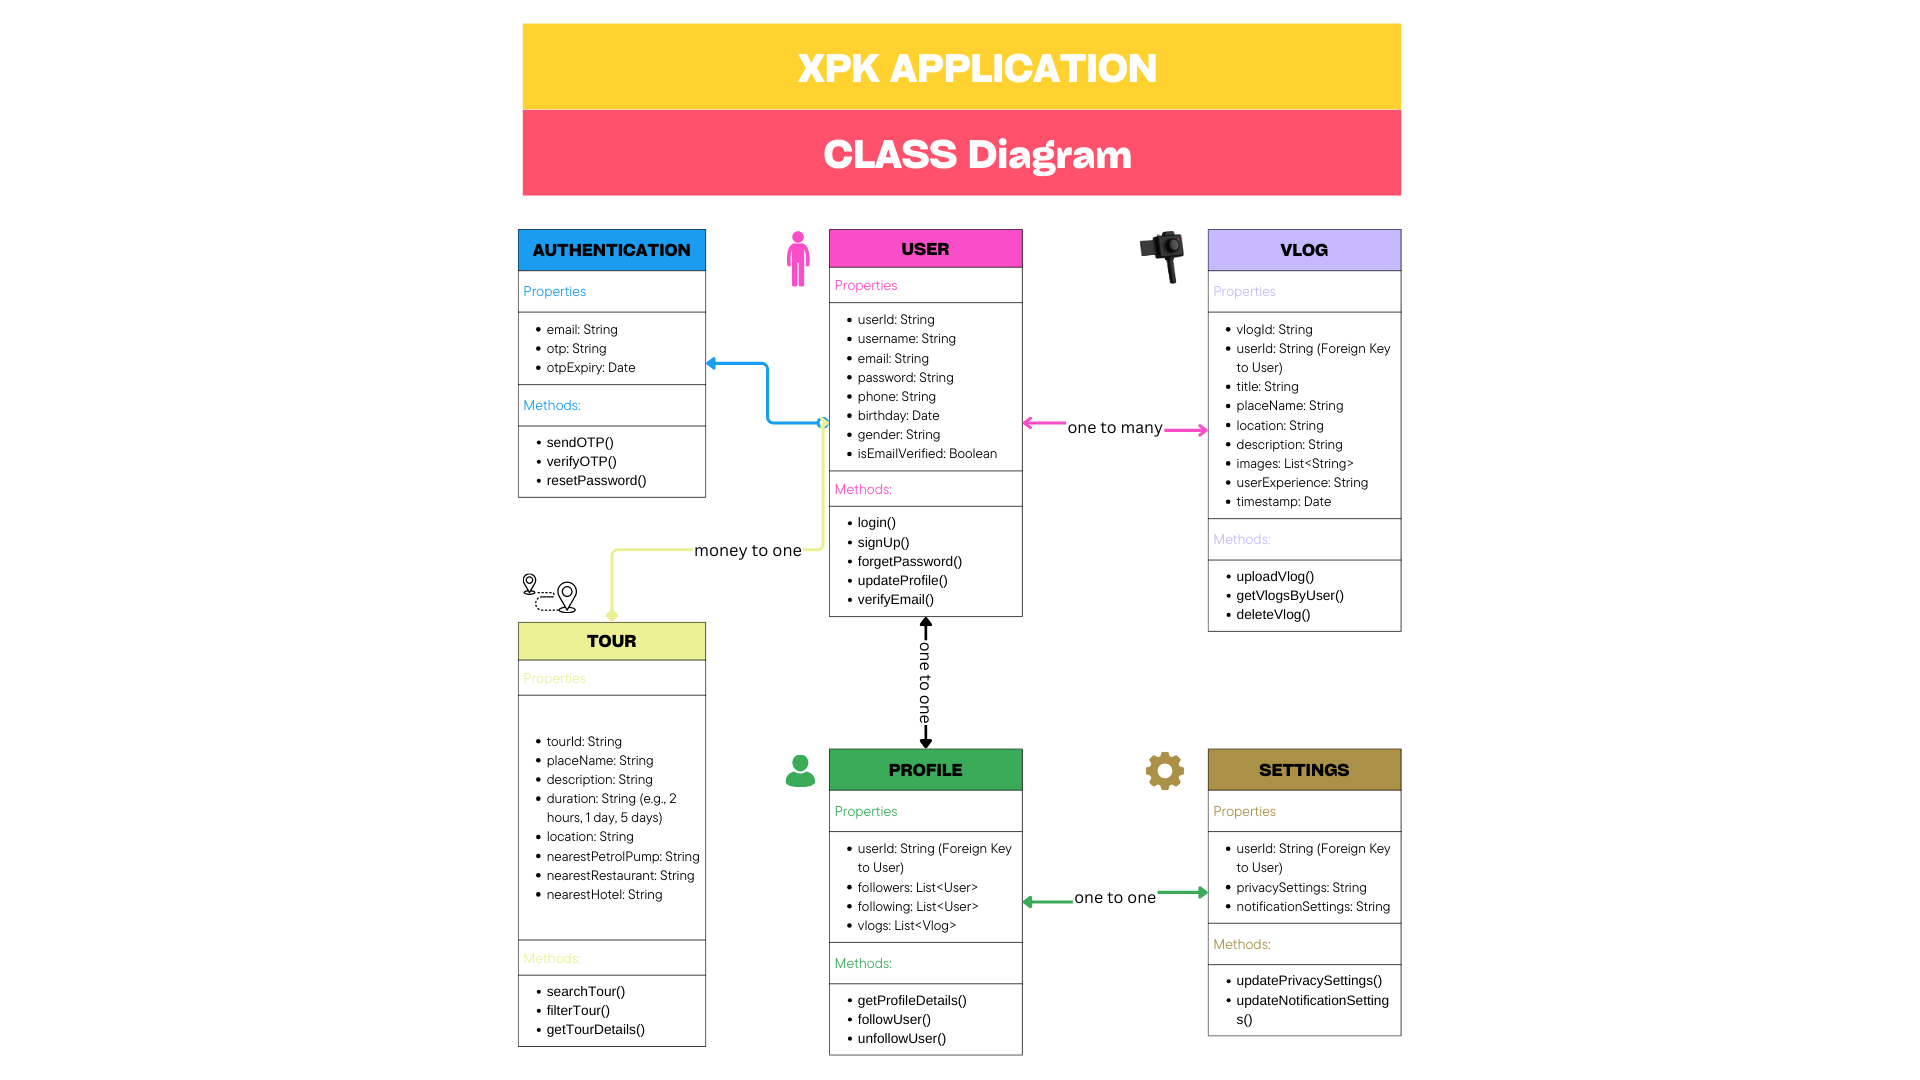 XPK APPLICATION
CLASS Diagram
AUTHENTICATION
Properties
email: String
otp: String
otpExpiry: Date
Methods:
sendOTP()
verifyOTP()
resetPassword()
USER
Properties
userId: String
username: String
email: String
password: String
phone: String
birthday: Date
gender: String
isEmailVerified: Boolean
Methods:
login()
signUp()
forgetPassword()
updateProfile()
verifyEmail()
one to many
VLOG
Properties
vlogId: String
userId: String (Foreign Key
to User)
title: String
placeName: String
location: String
description: String
images: List<String>
userExperience: String
timestamp: Date
Methods:
uploadVlog()
getVlogsByUser()
deleteVlog()
money to one
one to one
TOUR
Properties
tourId: String
placeName: String
description: String
duration: String (e.g., 2
hours, 1 day, 5 days)
location: String
nearestPetrolPump: String
nearestRestaurant: String
nearestHotel: String
Methods:
searchTour()
filterTour()
getTourDetails()
PROFILE
Properties
userId: String (Foreign Key
to User)
followers: List<User>
following: List<User>
vlogs: List<Vlog>
Methods:
getProfileDetails()
followUser()
unfollowUser()
one to one
SETTINGS
Properties
userId: String (Foreign Key
to User)
privacySettings: String
notificationSettings: String
Methods:
updatePrivacySettings()
updateNotificationSetting
s()